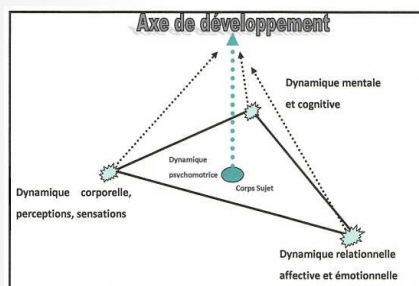 Axe de développement
Dynamique mentale
et cognitive
Dynamique
psychomotrice
Corps Sujet
Dynamique corporelle,
perceptions, sensations
Dynamique relationnelle
affective et émotionnelle